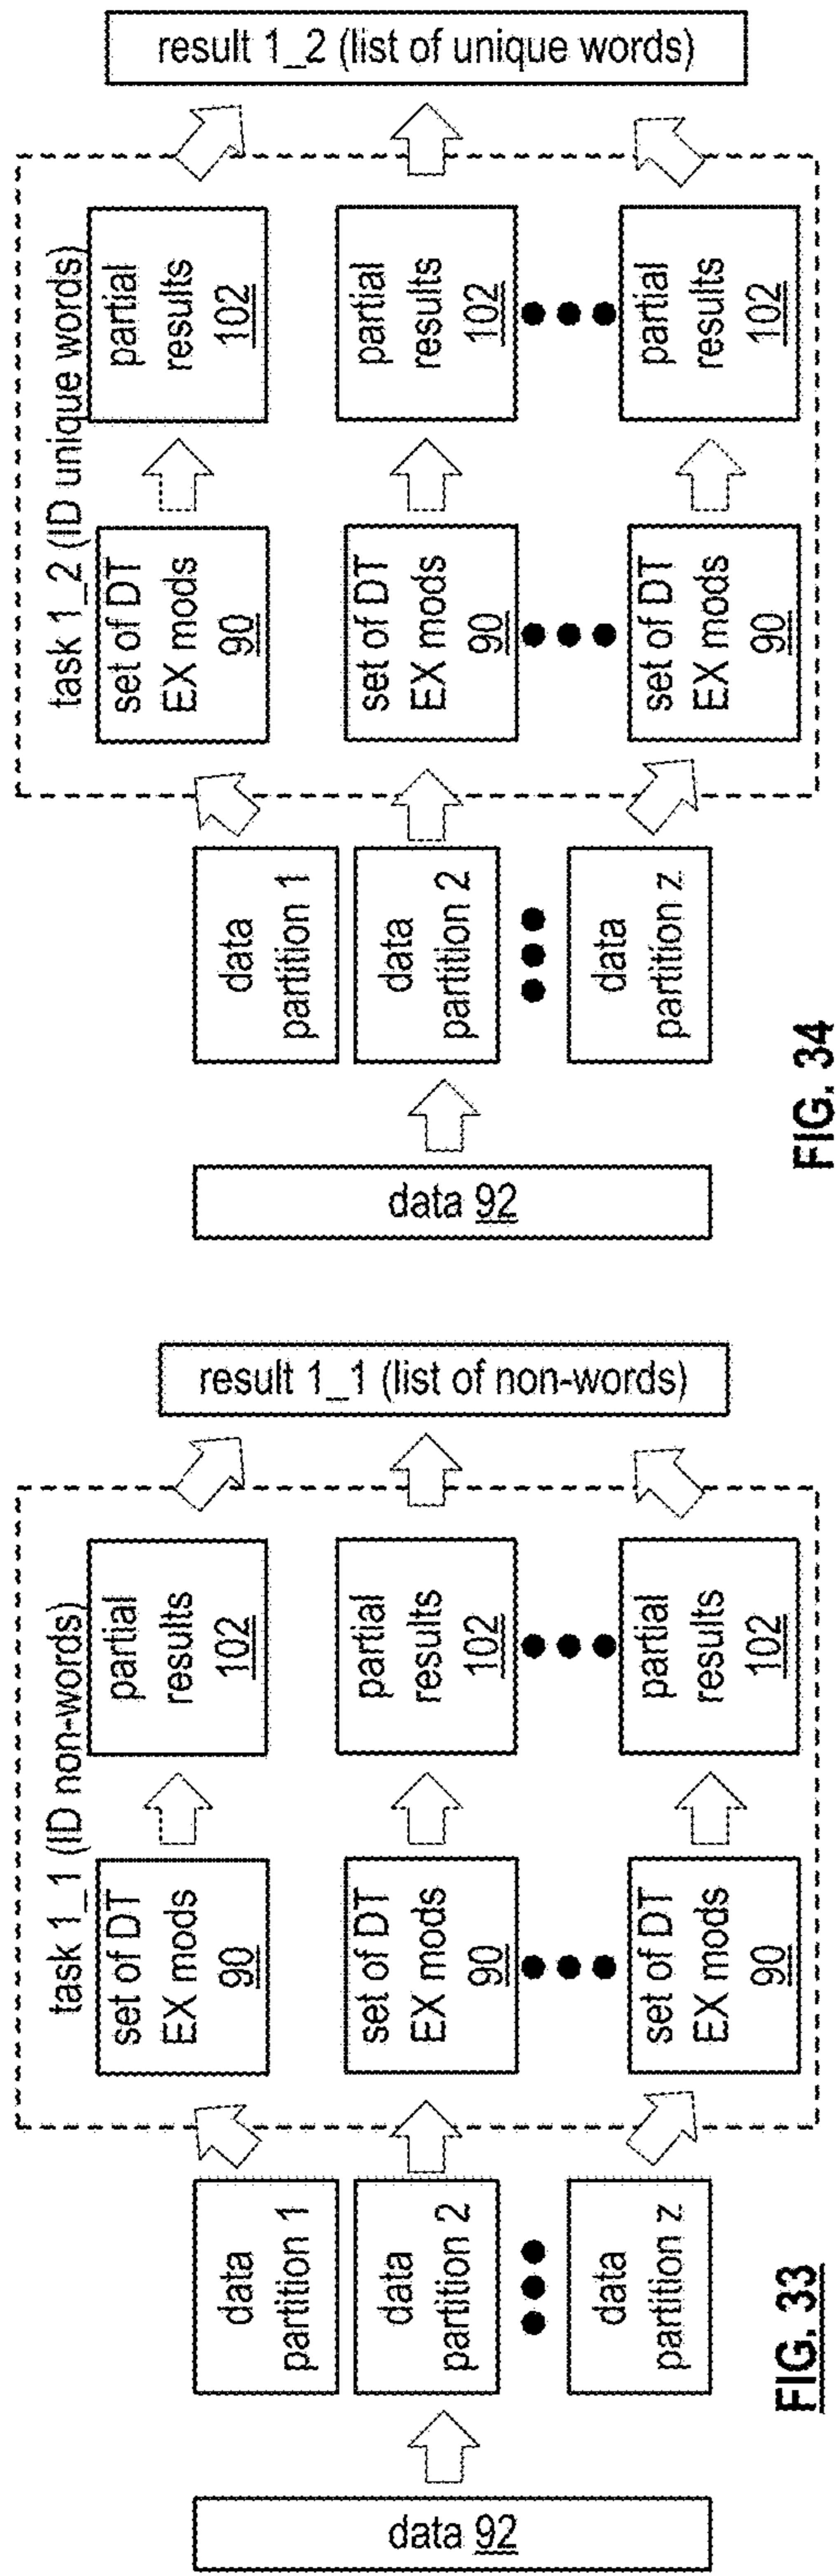 task 1_1 (ID non-words)
data 92
data
partition 1
data
partition 2
data
partition z
set of DT
EX mods
90
set of DT
EX mods
90
set of DT
EX mods
90
partial
results
102
partial
results
102
partial
results
102
result 1_1 (list of non-words)
FIG. 33
task 1_2 (ID unique words)
data 92
data
partition 1
data
partition 2
data
partition z
set of DT
EX mods
90
set of DT
EX mods
90
set of DT
EX mods
90
partial
results
102
partial
results
102
partial
results
102
result 1_2 (list of unique words)
FIG. 34